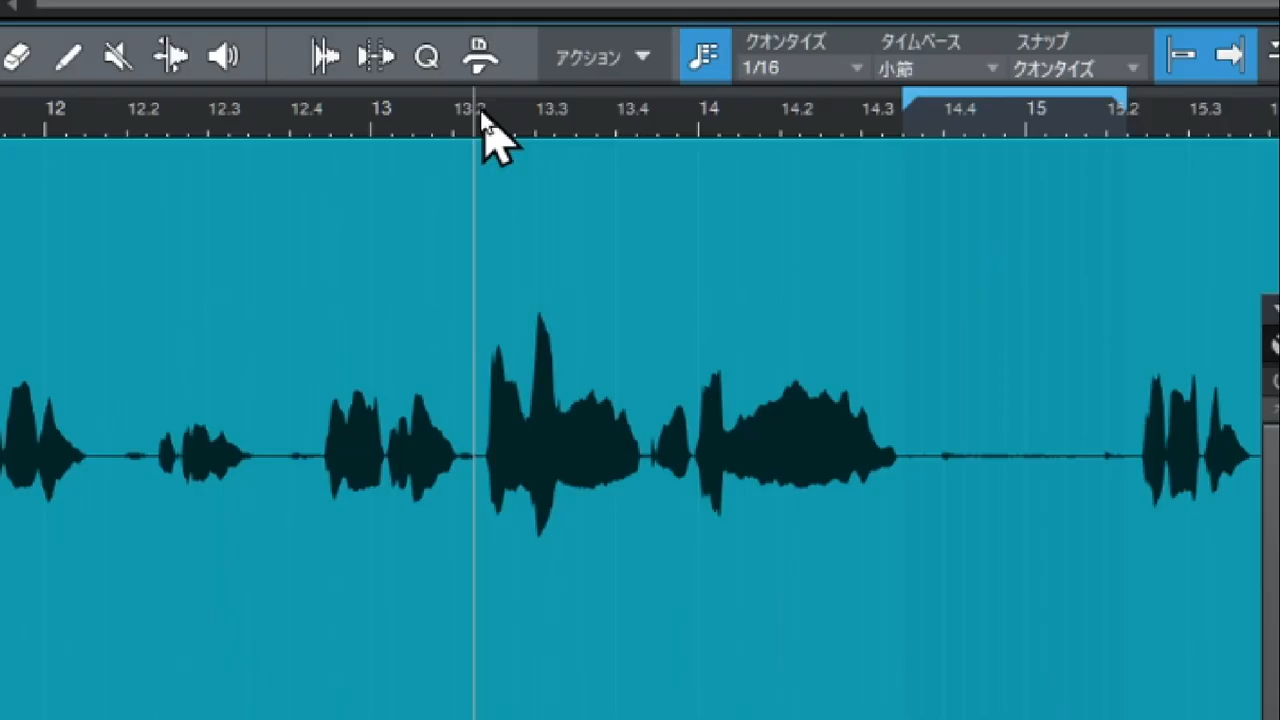 アクション
クオンタイズ タイムベース スナップ
1/16 小節 クオンタイズ
12 12.2 12.3 12.4 13 13.3 13.4 14 14.2 14.3 14.4 15 15.2 15.3